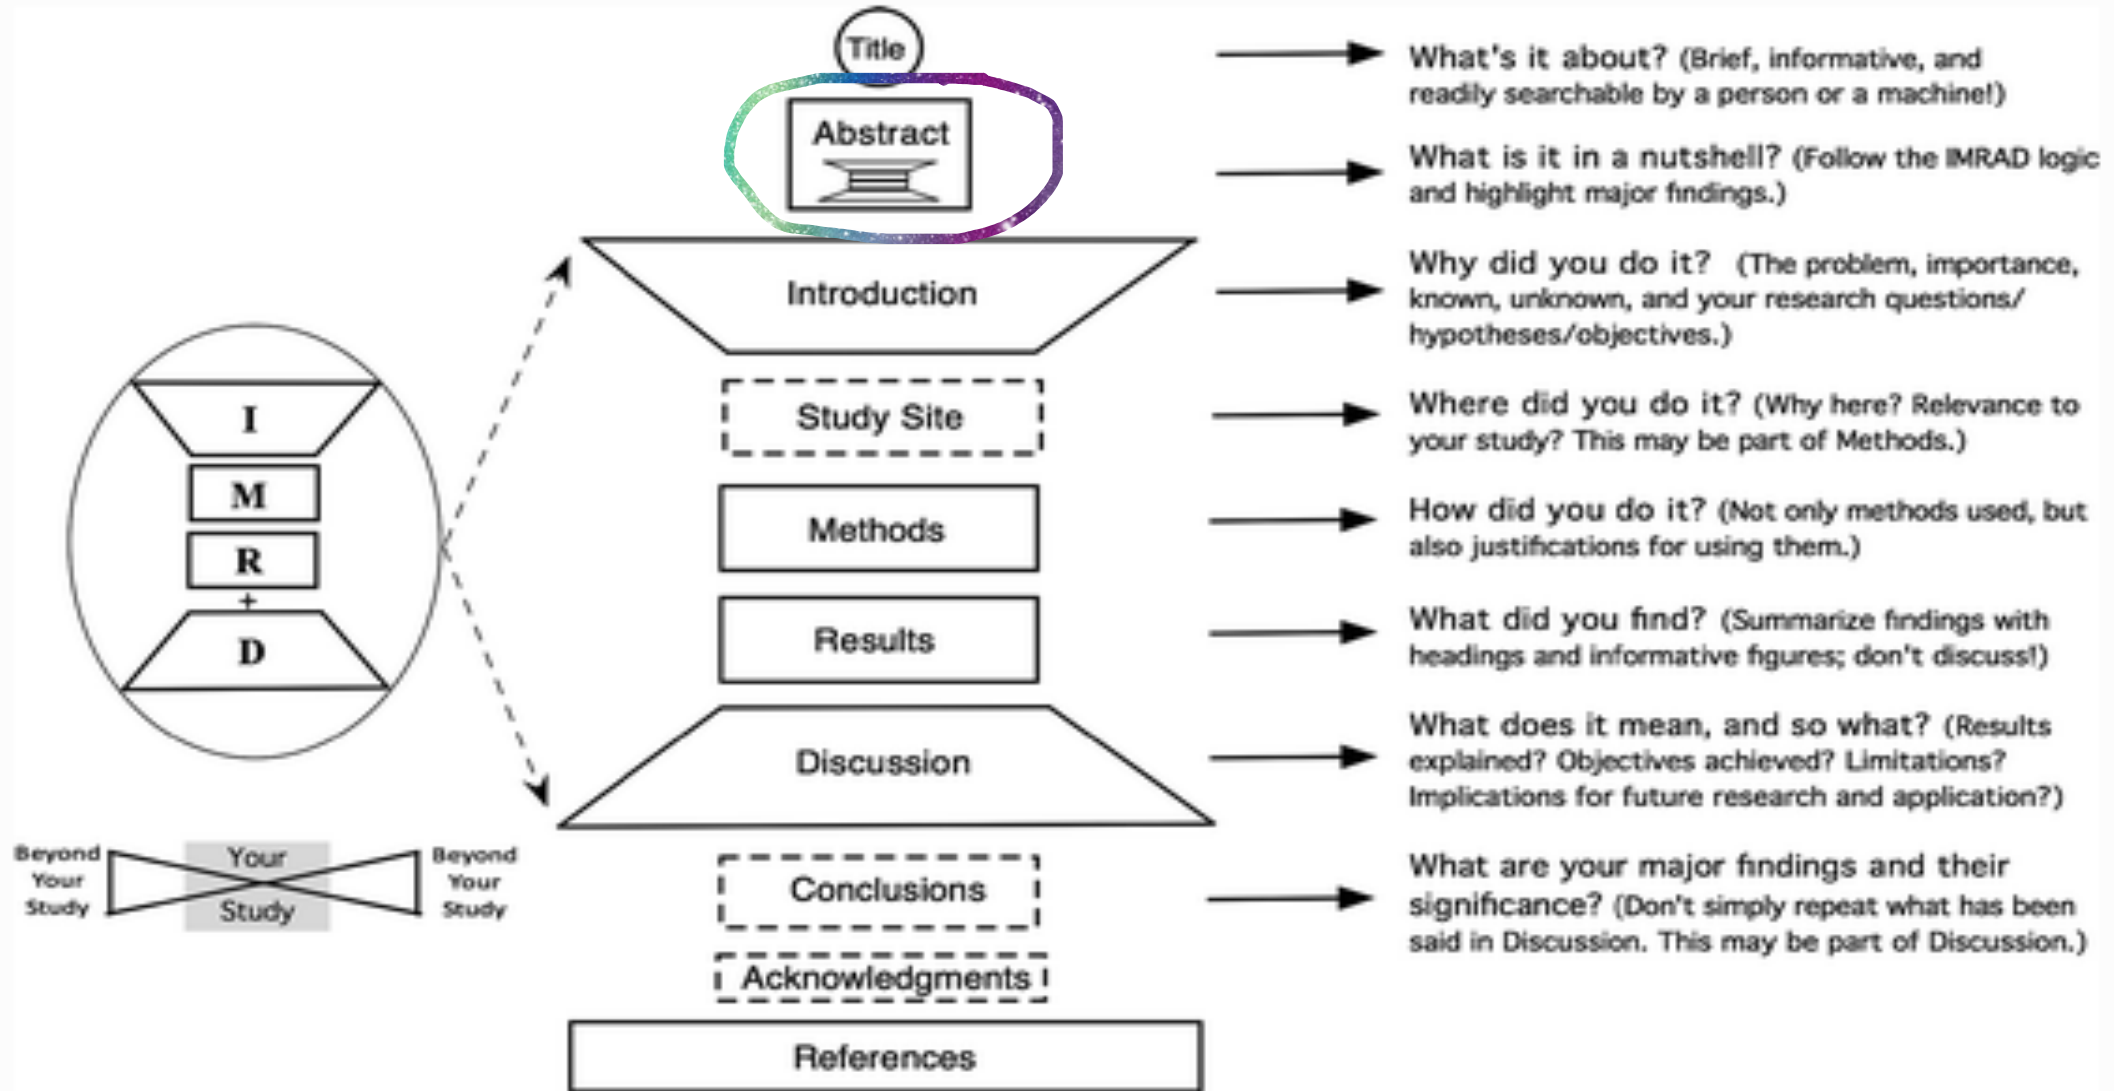 Title
What's it about? (Brief, informative, and
readily searchable by a person or a machine!)
Abstract
What is it in a nutshell? (Follow the IMRAD logic
and highlight major findings.)
Introduction
Why did you do it? (The problem, importance,
known, unknown, and your research questions/
hypotheses/objectives.)
Study Site
Where did you do it? (Why here? Relevance to
your study? This may be part of Methods.)
Methods
How did you do it? (Not only methods used, but
also justifications for using them.)
Results
What did you find? (Summarize findings with
headings and informative figures; don't discuss!)
Discussion
What does it mean, and so what? (Results
explained? Objectives achieved? Limitations?
Implications for future research and application?)
Conclusions
What are your major findings and their
significance? (Don't simply repeat what has been
said in Discussion. This may be part of Discussion.)
Acknowledgments
References
I
M
R
+
D
Beyond
Your
Study
Your
Study
Beyond
Your
Study